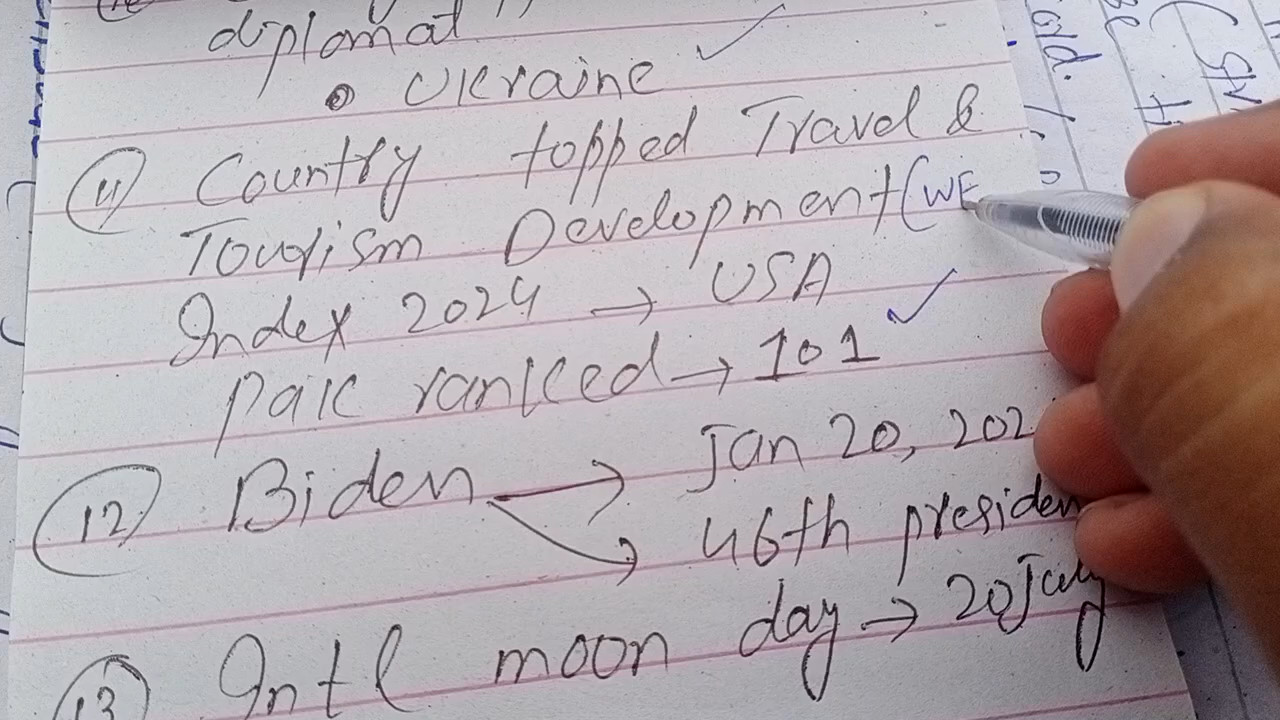 diplomat
Ukraine
11 Country topped Travel &
Tourism Development (WE
Index 2024 → USA
Pak ranked → 101
12 Biden → Jan 20, 202
→ 46th presiden
13 Intl moon day → 20 July